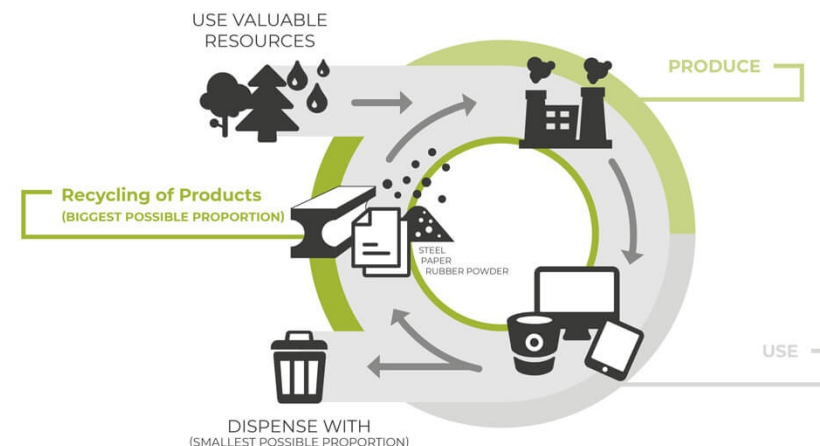 USE VALUABLE
RESOURCES
PRODUCE
Recycling of Products
(BIGGEST POSSIBLE PROPORTION)
STEEL
PAPER
RUBBER POWDER
USE
DISPENSE WITH
(SMALLEST POSSIBLE PROPORTION)